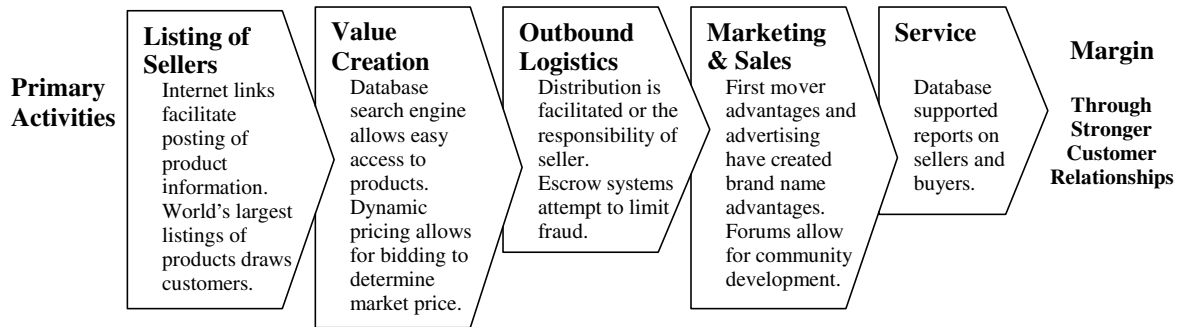 Primary
Activities
Listing of
Sellers
Internet links
facilitate
posting of
product
information.
World's largest
listings of
products draws
customers.
Value
Creation
Database
search engine
allows easy
access to
products.
Dynamic
pricing allows
for bidding to
determine
market price.
Outbound
Logistics
Distribution is
facilitated or the
responsibility of
seller.
Escrow systems
attempt to limit
fraud.
Marketing
& Sales
First mover
advantages and
advertising
have created
brand name
advantages.
Forums allow
for community
development.
Service
Database
supported
reports on
sellers and
buyers.
Margin
Through
Stronger
Customer
Relationships